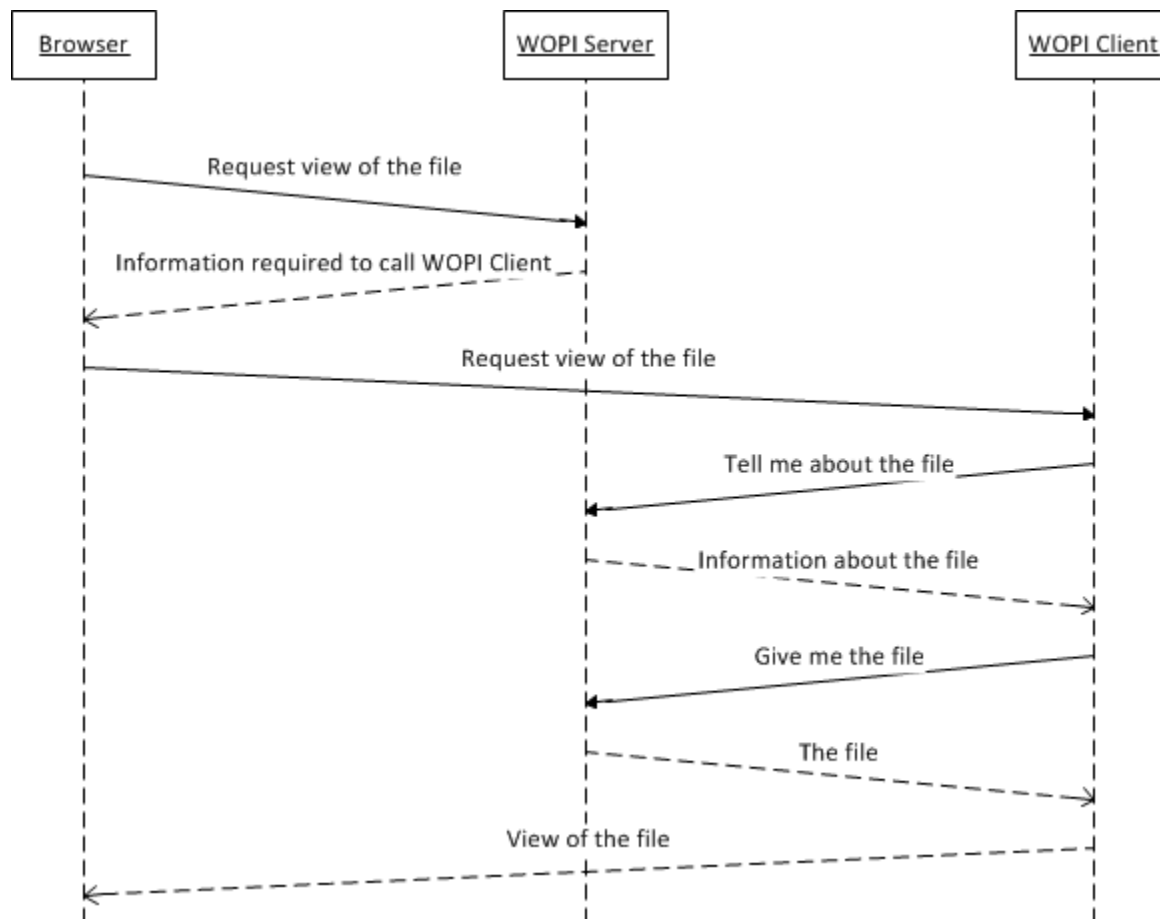 Browser
WOPI Server
WOPI Client
Request view of the file
Information required to call WOPI Client
Request view of the file
Tell me about the file
Information about the file
Give me the file
The file
View of the file